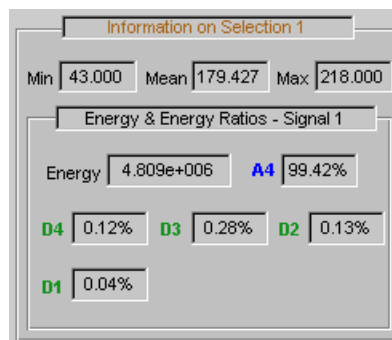 Information on Selection 1
Min 43.000 Mean 179.427 Max 218.000
Energy & Energy Ratios - Signal 1
Energy 4.809e+006 A4 99.42%
D4 0.12% D3 0.28% D2 0.13%
D1 0.04%